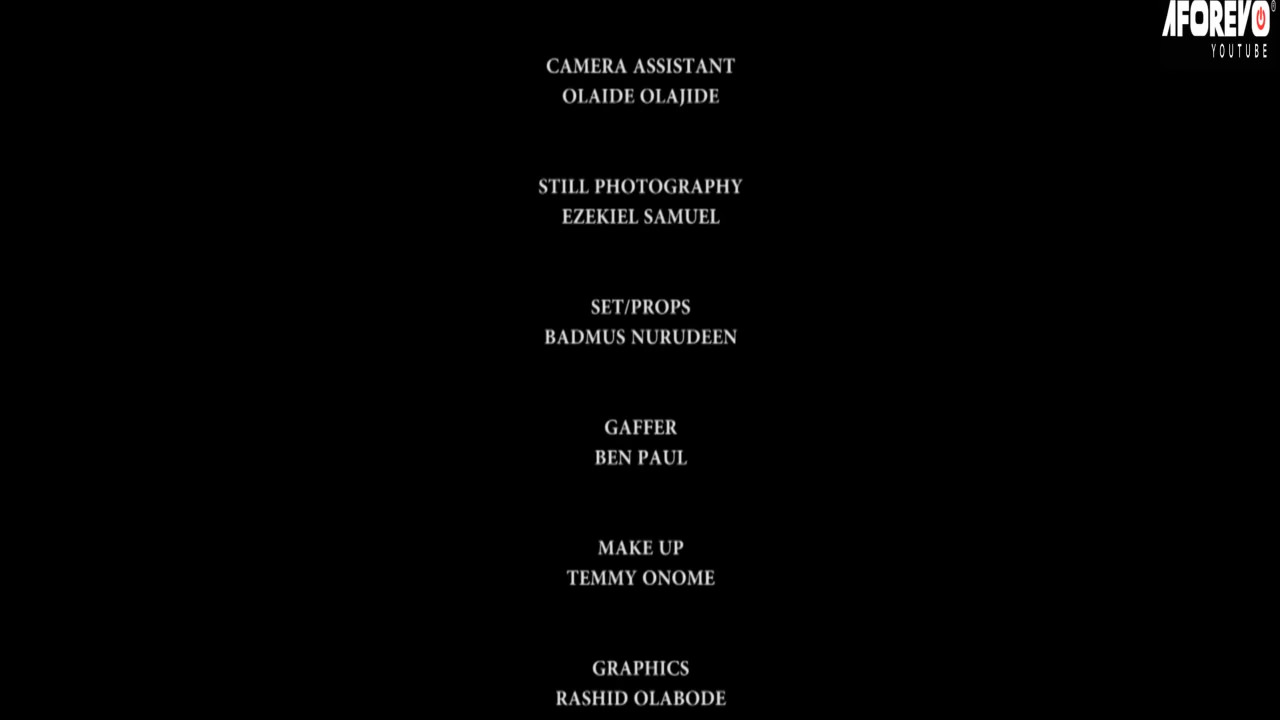 AFOREVO
YOUTUBE
CAMERA ASSISTANT
OLAIDE OLAJIDE
STILL PHOTOGRAPHY
EZEKIEL SAMUEL
SET/PROPS
BADMUS NURUDEEN
GAFFER
BEN PAUL
MAKE UP
TEMMY ONOME
GRAPHICS
RASHID OLABODE